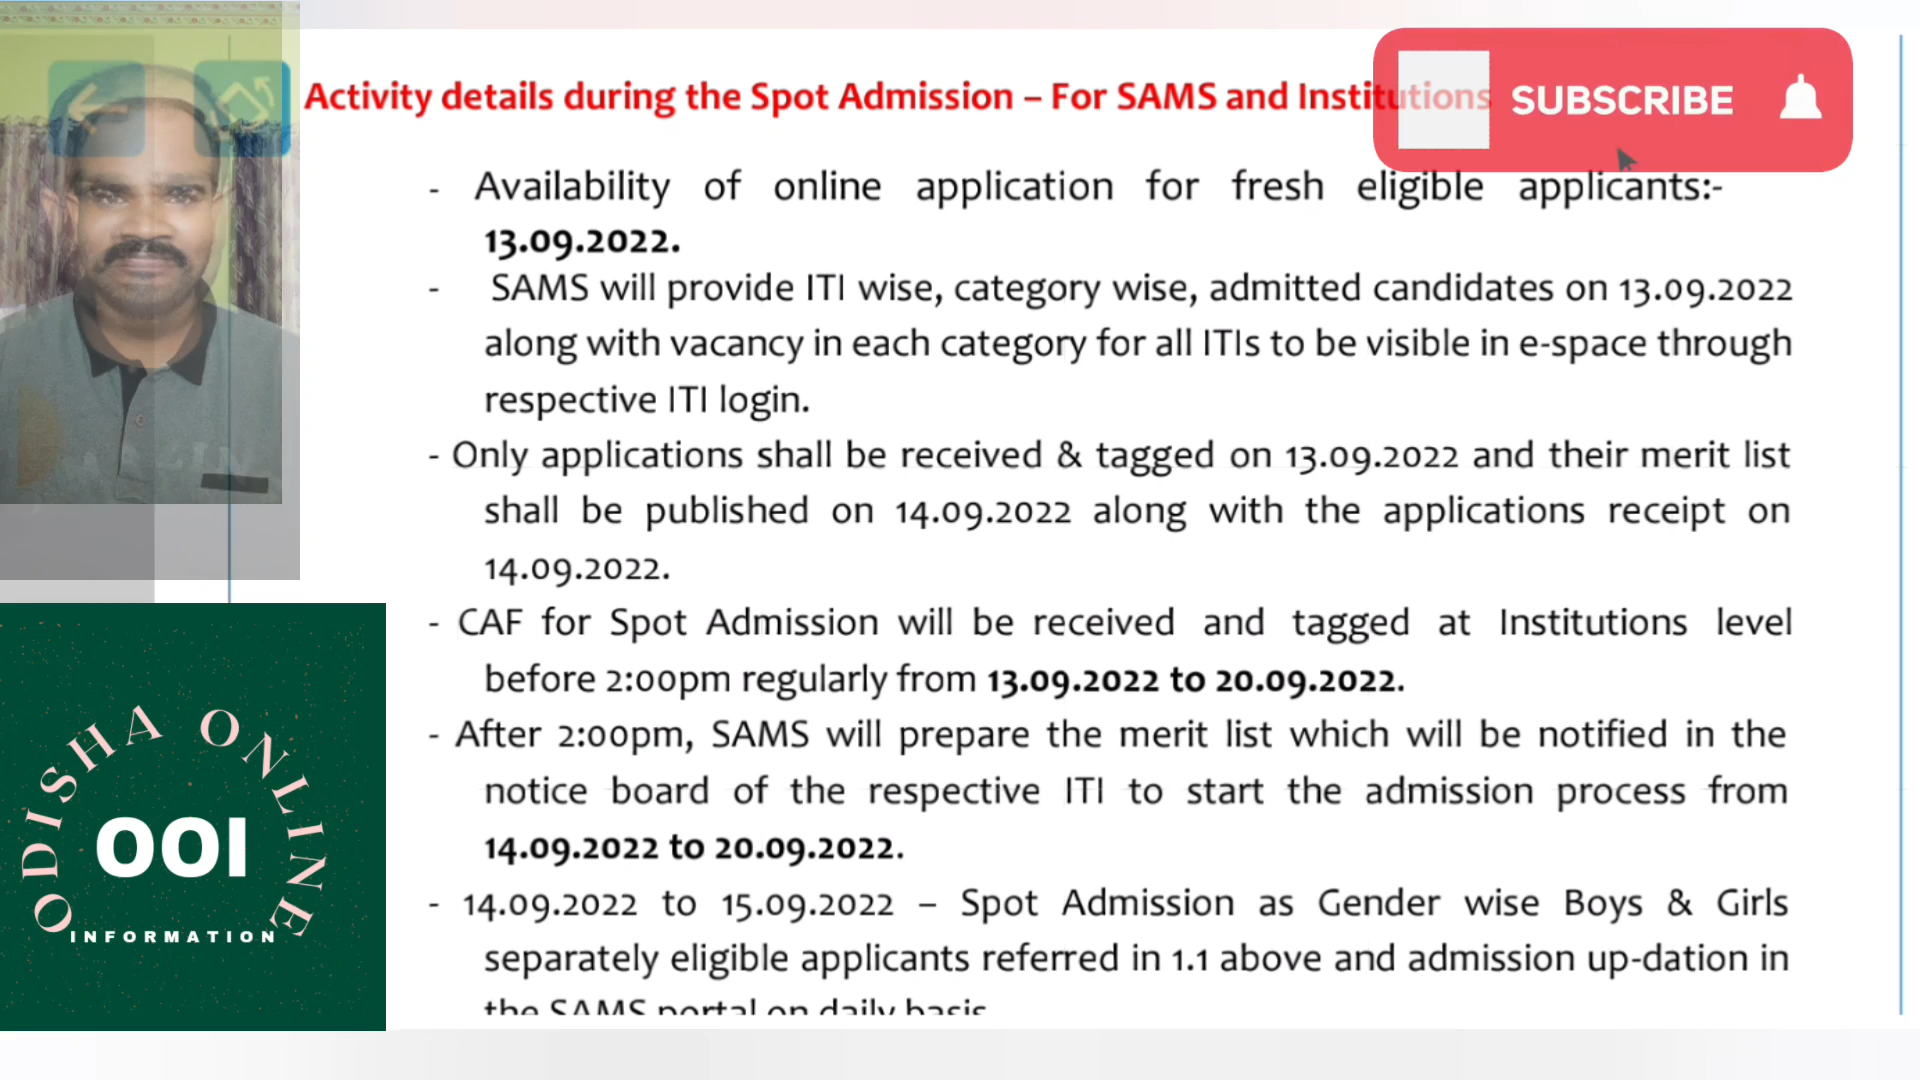 Activity details during the Spot Admission – For SAMS and Institutions
SUBSCRIBE
- Availability of online application for fresh eligible applicants:-
13.09.2022.
- SAMS will provide ITI wise, category wise, admitted candidates on 13.09.2022
along with vacancy in each category for all ITIs to be visible in e-space through
respective ITI login.
- Only applications shall be received & tagged on 13.09.2022 and their merit list
shall be published on 14.09.2022 along with the applications receipt on
14.09.2022.
- CAF for Spot Admission will be received and tagged at Institutions level
before 2:00pm regularly from 13.09.2022 to 20.09.2022.
- After 2:00pm, SAMS will prepare the merit list which will be notified in the
notice board of the respective ITI to start the admission process from
14.09.2022 to 20.09.2022.
- 14.09.2022 to 15.09.2022 – Spot Admission as Gender wise Boys & Girls
separately eligible applicants referred in 1.1 above and admission up-dation in
the SAMS portal on daily basis
ODISHA ONLINE
OOI
INFORMATION